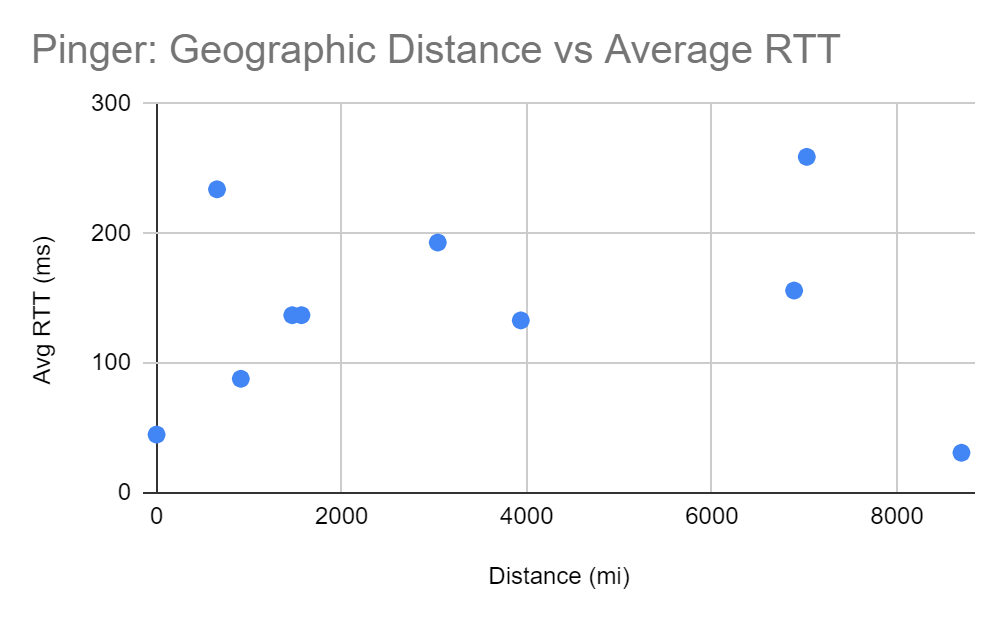 Pinger: Geographic Distance vs Average RTT
300
200
100
0
Avg RTT (ms)
0 2000 4000 6000 8000
Distance (mi)